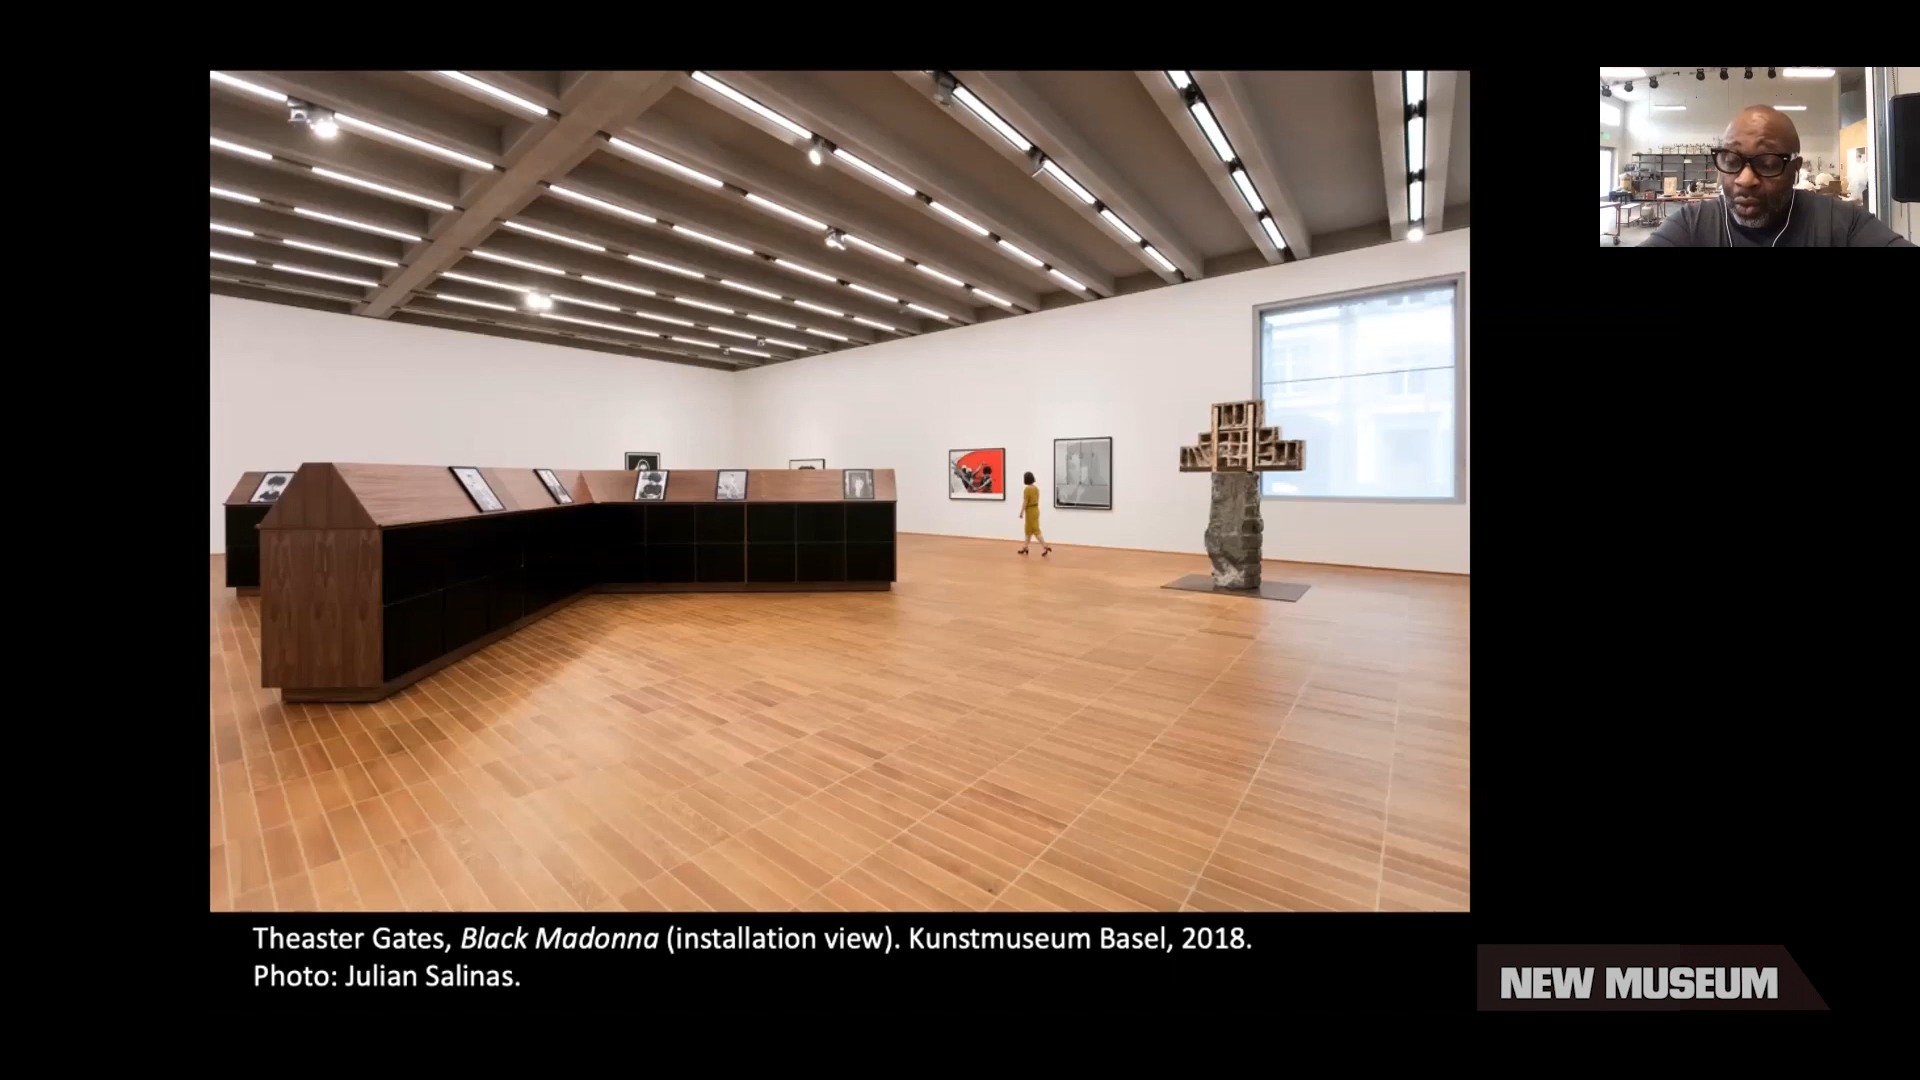 Theaster Gates, Black Madonna (installation view). Kunstmuseum Basel, 2018.
Photo: Julian Salinas.
NEW MUSEUM